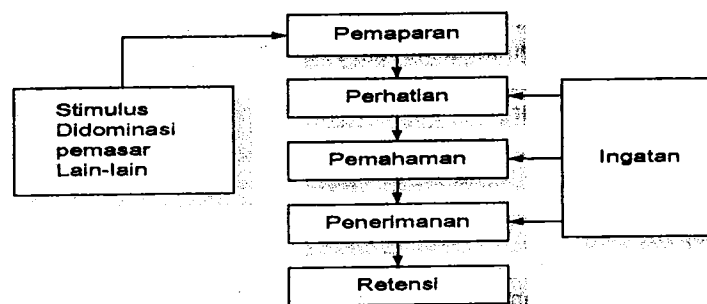 Pemaparan
Stimulus
Didominasi
pemasar
Lain-lain
Perhatian
Pemahaman
Penerimanan
Retensi
Ingatan